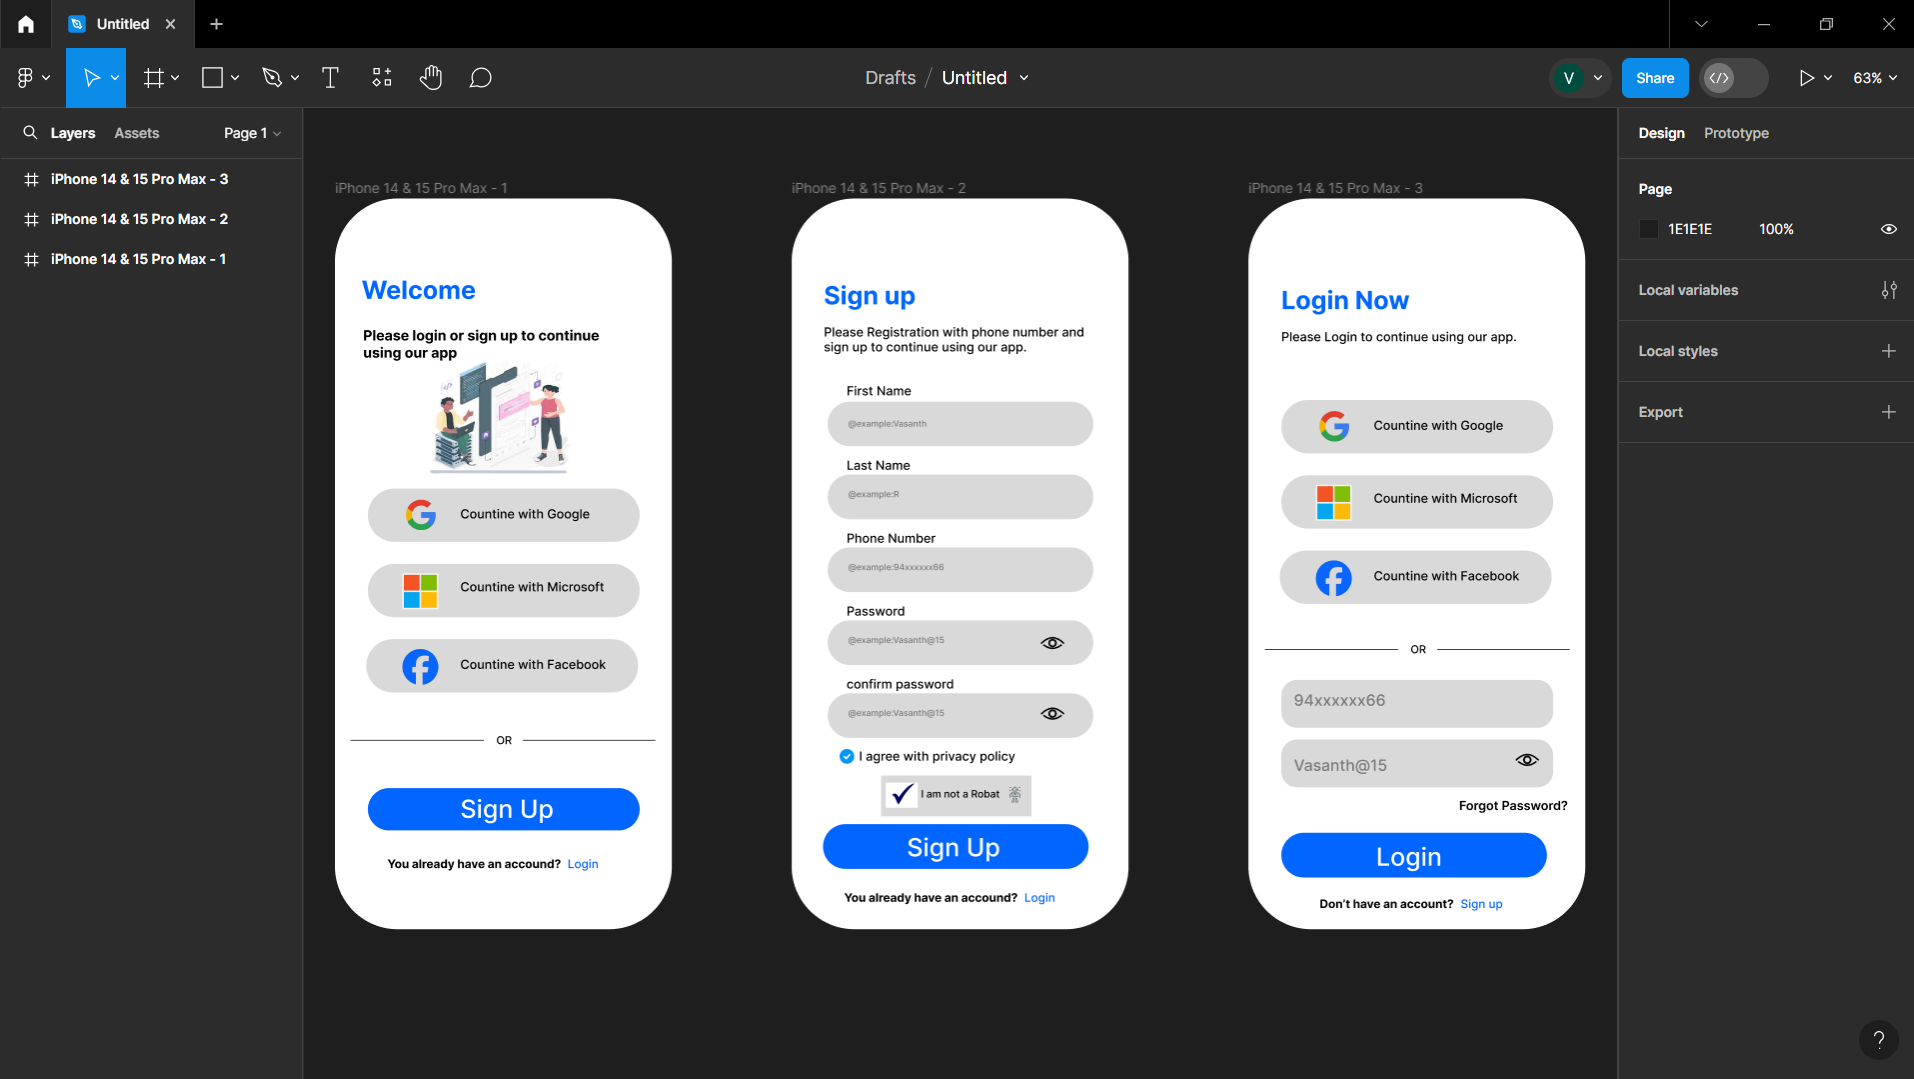 Untitled
Drafts / Untitled
V
Share
63%
Layers
Assets
Page 1
iPhone 14 & 15 Pro Max - 3
iPhone 14 & 15 Pro Max - 2
iPhone 14 & 15 Pro Max - 1
iPhone 14 & 15 Pro Max - 1
Welcome
Please login or sign up to continue
using our app
Countine with Google
Countine with Microsoft
Countine with Facebook
OR
Sign Up
You already have an accound? Login
iPhone 14 & 15 Pro Max - 2
Sign up
Please Registration with phone number and
sign up to continue using our app.
First Name
@example:Vasanth
Last Name
@example:R
Phone Number
@example:94xxxxxx66
Password
@example:Vasanth@15
confirm password
@example:Vasanth@15
I agree with privacy policy
I am not a Robat
Sign Up
You already have an accound? Login
iPhone 14 & 15 Pro Max - 3
Login Now
Please Login to continue using our app.
Countine with Google
Countine with Microsoft
Countine with Facebook
OR
94xxxxxx66
Vasanth@15
Forgot Password?
Login
Don't have an account? Sign up
Design
Prototype
Page
1E1E1E
100%
Local variables
Local styles
Export
?